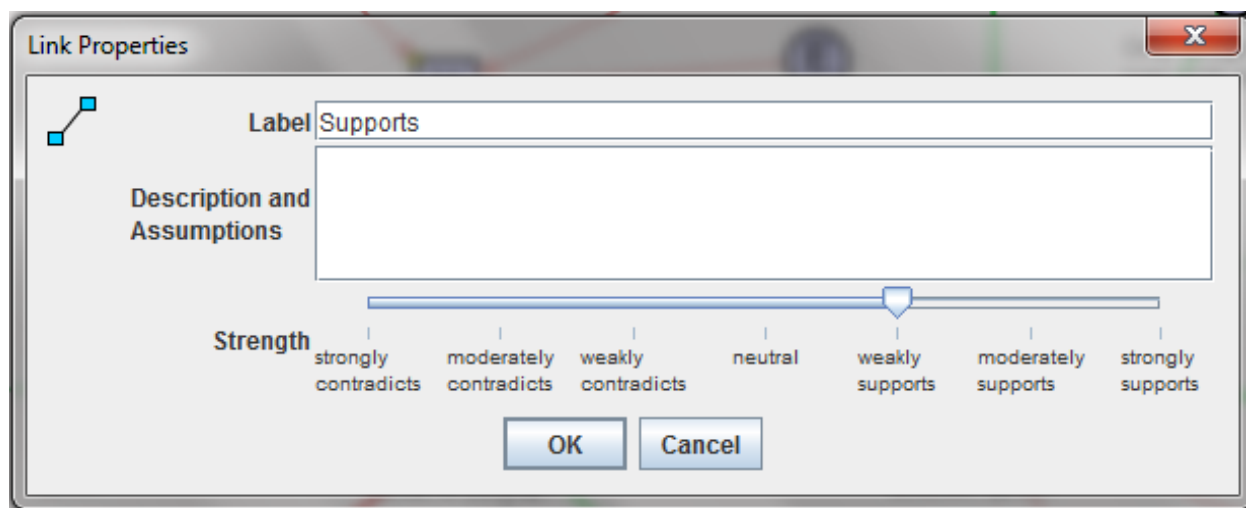 Link Properties
Label Supports
Description and
Assumptions
Strength
strongly moderately weakly neutral weakly moderately strongly
contradicts contradicts contradicts supports supports supports
OK Cancel